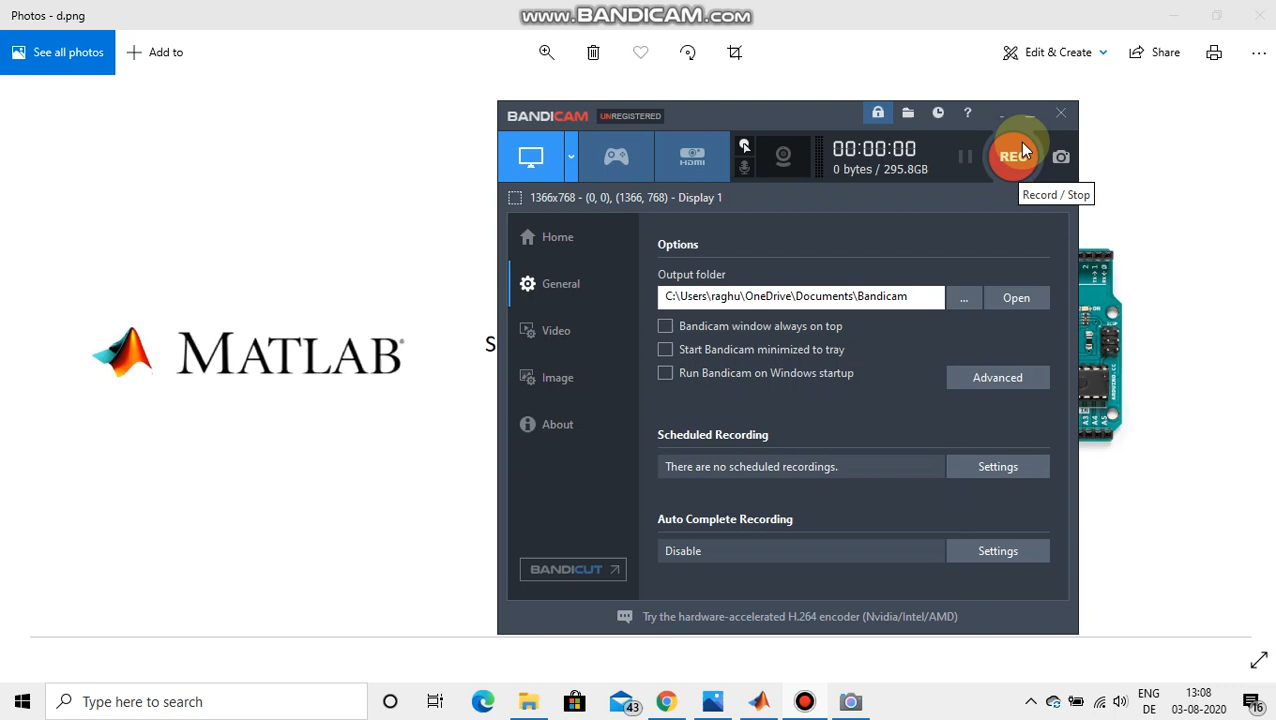 Photos - d.png
www.BANDICAM.com
See all photos
Add to
Edit & Create
Share
BANDICAM UNREGISTERED
HDMI
00:00:00
0 bytes / 295.8GB
REC
Record / Stop
1366x768 - (0, 0), (1366, 768) - Display 1
Home
General
Video
Image
About
BANDICUT
Options
Output folder
C:\Users\raghu\OneDrive\Documents\Bandicam
...
Open
Bandicam window always on top
Start Bandicam minimized to tray
Run Bandicam on Windows startup
Advanced
Scheduled Recording
There are no scheduled recordings.
Settings
Auto Complete Recording
Disable
Settings
Try the hardware-accelerated H.264 encoder (Nvidia/Intel/AMD)
MATLAB®
S
A3
A4
A5
Type here to search
43
ENG
DE
13:08
03-08-2020
16